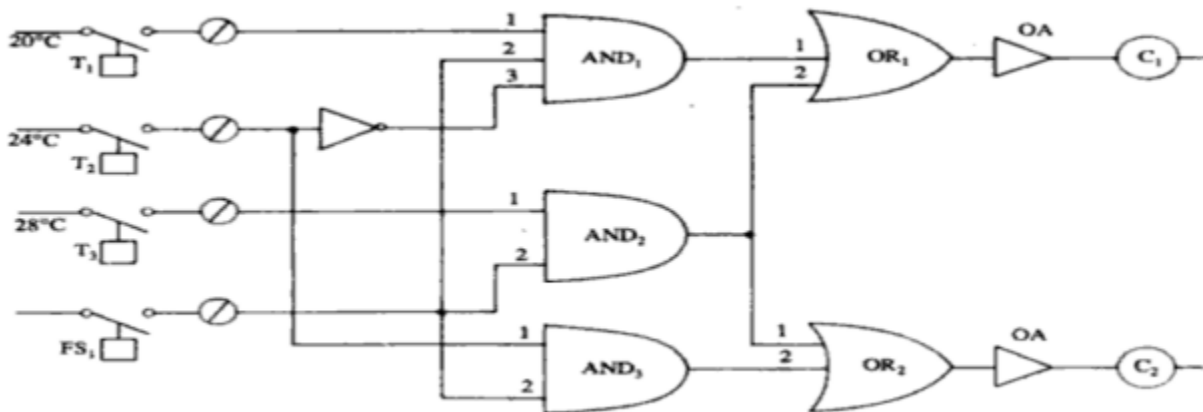 1
OA
20°C
2
AND₁
1
OR₁
C₁
T₁
3
2
24°C
T₂
1
28°C
AND₂
T₃
2
1
1
OA
FS₁
AND₃
2
OR₂
C₂
2